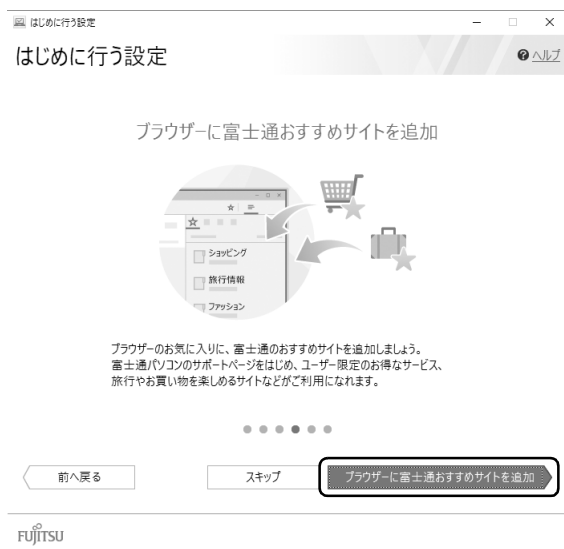 はじめに行う設定
はじめに行う設定
ヘルプ
ブラウザーに富士通おすすめサイトを追加
ショッピング
旅行情報
ファッション
ブラウザーのお気に入りに、富士通のおすすめサイトを追加しましょう。
富士通パソコンのサポートページをはじめ、ユーザー限定のお得なサービス、
旅行やお買い物を楽しめるサイトなどがご利用になれます。
前へ戻る
スキップ
ブラウザーに富士通おすすめサイトを追加
FUJITSU